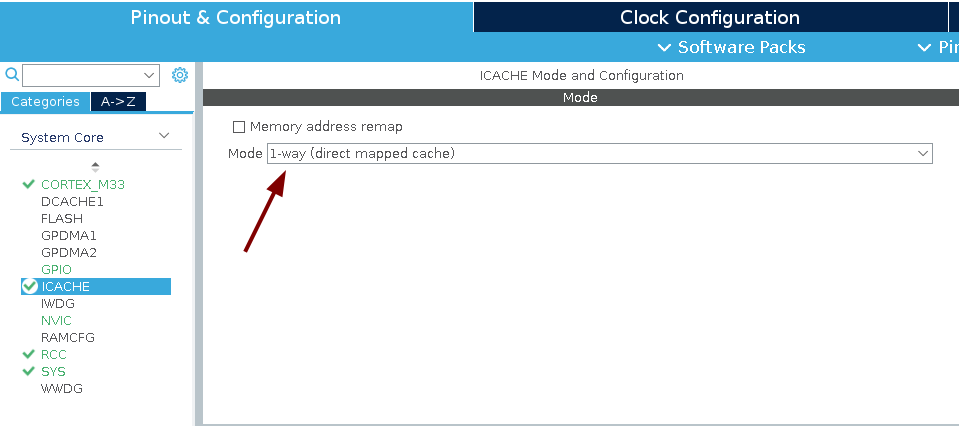 Pinout & Configuration
Clock Configuration
Software Packs
Pi
Categories
A->Z
System Core
CORTEX_M33
DCACHE1
FLASH
GPDMA1
GPDMA2
GPIO
ICACHE
IWDG
NVIC
RAMCFG
RCC
SYS
WWDG
ICACHE Mode and Configuration
Mode
Memory address remap
Mode 1-way (direct mapped cache)